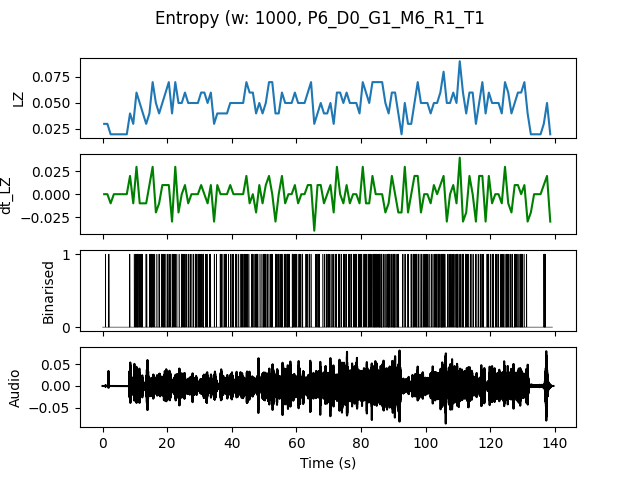 Entropy (w: 1000, P6_D0_G1_M6_R1_T1
0.075
0.050
0.025
LZ
0.025
0.000
−0.025
dt_LZ
1
0
Binarised
0.05
0.00
−0.05
Audio
0 20 40 60 80 100 120 140
Time (s)